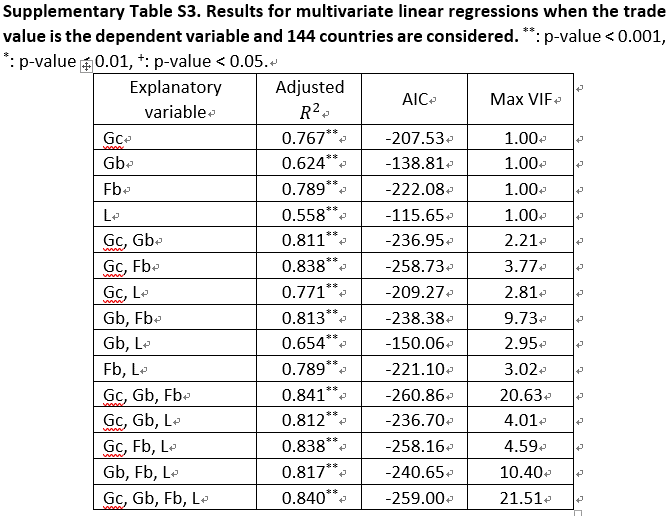 Supplementary Table S3. Results for multivariate linear regressions when the trade
value is the dependent variable and 144 countries are considered. **: p-value < 0.001,
*: p-value < 0.01, +: p-value < 0.05.
Explanatory variable Adjusted R² AIC Max VIF
Gc 0.767** -207.53 1.00
Gb 0.624** -138.81 1.00
Fb 0.789** -222.08 1.00
L 0.558** -115.65 1.00
Gc, Gb 0.811** -236.95 2.21
Gc, Fb 0.838** -258.73 3.77
Gc, L 0.771** -209.27 2.81
Gb, Fb 0.813** -238.38 9.73
Gb, L 0.654** -150.06 2.95
Fb, L 0.789** -221.10 3.02
Gc, Gb, Fb 0.841** -260.86 20.63
Gc, Gb, L 0.812** -236.70 4.01
Gc, Fb, L 0.838** -258.16 4.59
Gb, Fb, L 0.817** -240.65 10.40
Gc, Gb, Fb, L 0.840** -259.00 21.51